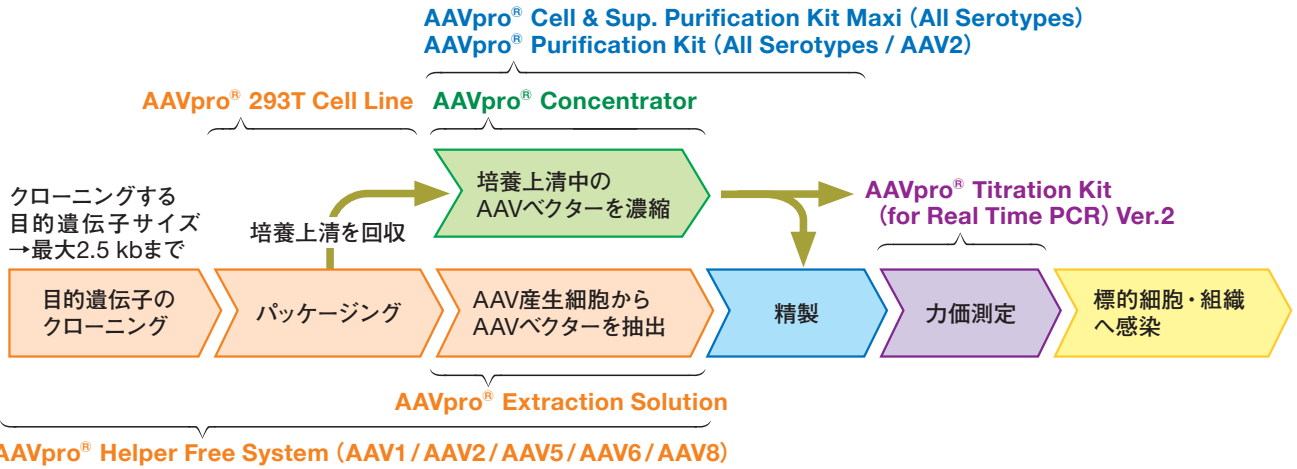 AAVpro® Cell & Sup. Purification Kit Maxi (All Serotypes)
AAVpro® Purification Kit (All Serotypes / AAV2)
AAVpro® 293T Cell Line
AAVpro® Concentrator
クローニングする
目的遺伝子サイズ
→最大2.5 kbまで
培養上清を回収
培養上清中の
AAVベクターを濃縮
AAVpro® Titration Kit
(for Real Time PCR) Ver.2
目的遺伝子の
クローニング
パッケージング
AAV産生細胞から
AAVベクターを抽出
精製
力価測定
標的細胞・組織
へ感染
AAVpro® Extraction Solution
AAVpro® Helper Free System (AAV1/AAV2/AAV5/AAV6/AAV8)